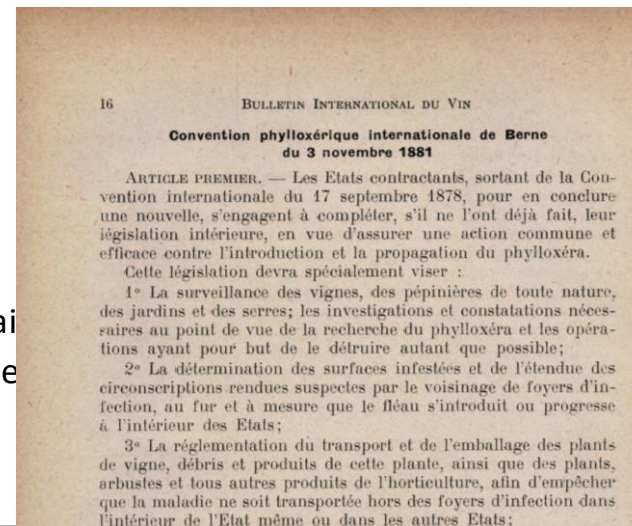 16 BULLETIN INTERNATIONAL DU VIN
Convention phylloxérique internationale de Berne
du 3 novembre 1881
ARTICLE PREMIER. — Les Etats contractants, sortant de la Con-
vention internationale du 17 septembre 1878, pour en conclure
une nouvelle, s'engagent à compléter, s'il ne l'ont déjà fait, leur
législation intérieure, en vue d'assurer une action commune et
efficace contre l'introduction et la propagation du phylloxéra.
Cette législation devra spécialement viser :
1° La surveillance des vignes, des pépinières de toute nature,
des jardins et des serres; les investigations et constatations néces-
saires au point de vue de la recherche du phylloxéra et les opéra-
tions ayant pour but de le détruire autant que possible;
2° La détermination des surfaces infestées et de l'étendue des
circonscriptions rendues suspectes par le voisinage de foyers d'in-
fection, au fur et à mesure que le fléau s'introduit ou progresse
à l'intérieur des Etats;
3° La réglementation du transport et de l'emballage des plants
de vigne, débris et produits de cette plante, ainsi que des plants,
arbustes et tous autres produits de l'horticulture, afin d'empêcher
que la maladie ne soit transportée hors des foyers d'infection dans
l'intérieur de l'Etat même ou dans les autres Etats;
ai
e